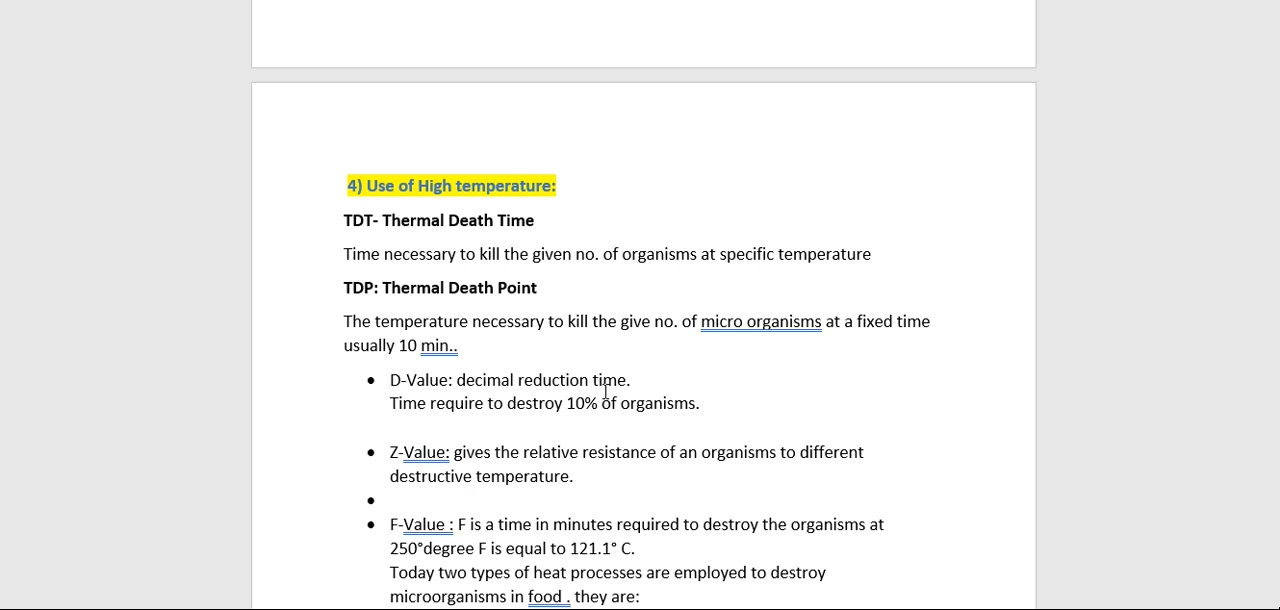 4) Use of High temperature:
TDT- Thermal Death Time
Time necessary to kill the given no. of organisms at specific temperature
TDP: Thermal Death Point
The temperature necessary to kill the give no. of micro organisms at a fixed time
usually 10 min..
• D-Value: decimal reduction time.
Time require to destroy 10% of organisms.
• Z-Value: gives the relative resistance of an organisms to different
destructive temperature.
•
• F-Value : F is a time in minutes required to destroy the organisms at
250°degree F is equal to 121.1° C.
Today two types of heat processes are employed to destroy
microorganisms in food . they are: